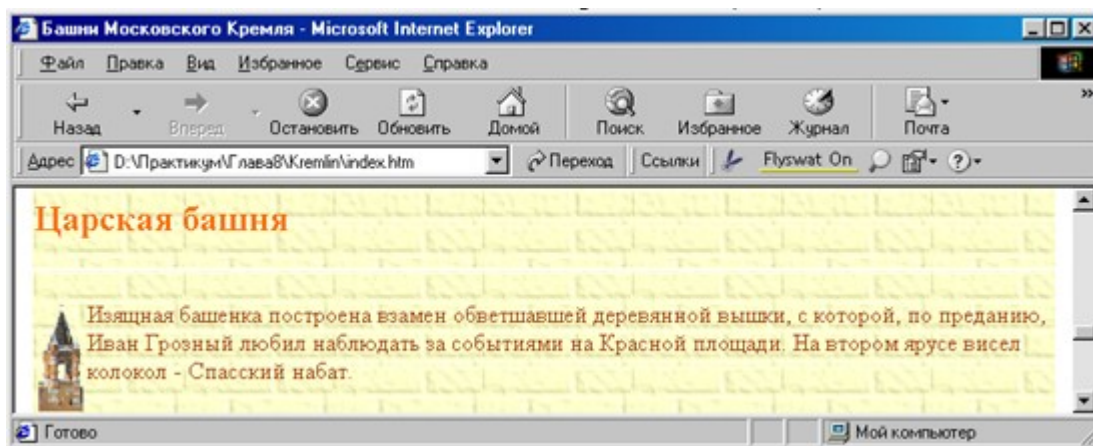 Башни Московского Кремля - Microsoft Internet Explorer
Файл Правка Вид Избранное Сервис Справка
Назад Вперед Остановить Обновить Домой Поиск Избранное Журнал Почта »
Адрес D:\Практикум\Глава8\Kremlin\index.htm Переход Ссылки Flyswat On
Царская башня
Изящная башенка построена взамен обветшавшей деревянной вышки, с которой, по преданию,
Иван Грозный любил наблюдать за событиями на Красной площади. На втором ярусе висел
колокол - Спасский набат.
Готово Мой компьютер